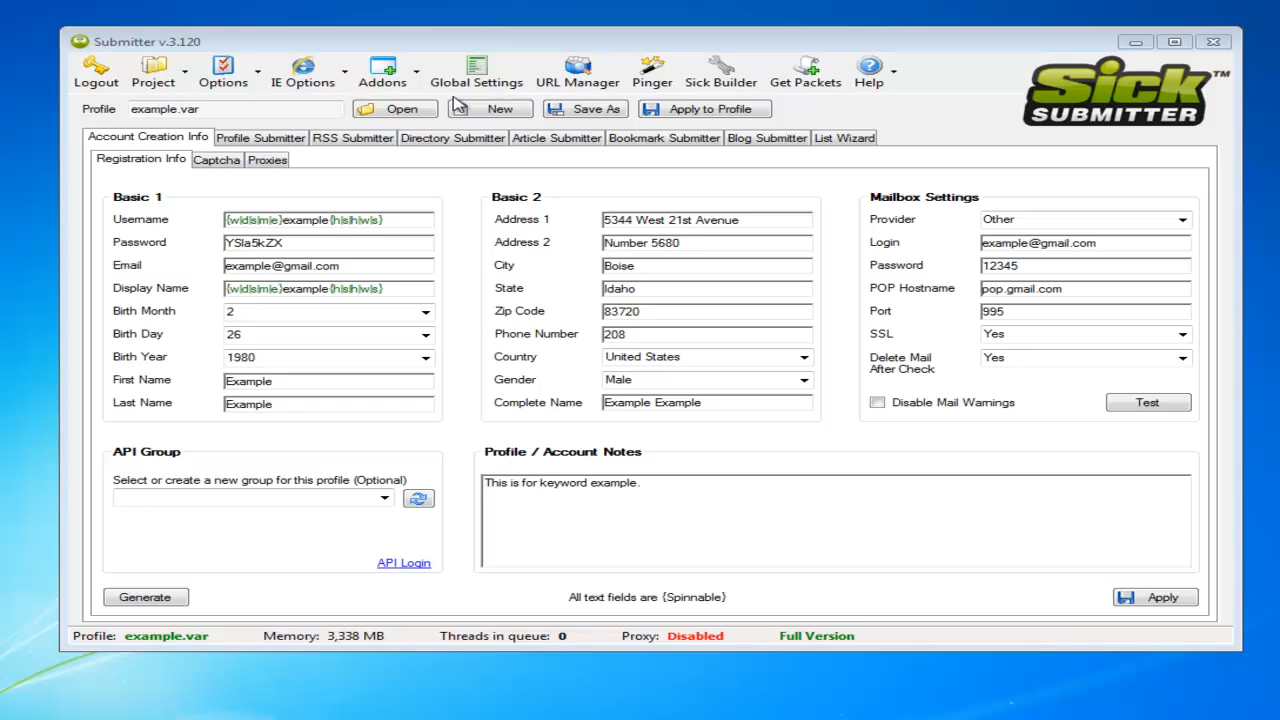 Submitter v.3.120
Logout Project Options IE Options Addons Global Settings URL Manager Pinger Sick Builder Get Packets Help
Sick SUBMITTER™
Profile example.var Open New Save As Apply to Profile
Account Creation Info Profile Submitter RSS Submitter Directory Submitter Article Submitter Bookmark Submitter Blog Submitter List Wizard
Registration Info Captcha Proxies
Basic 1
Username {w|d|s|m|e}example{h|s|h|w|s}
Password YSIa5kZX
Email example@gmail.com
Display Name {w|d|s|m|e}example{h|s|h|w|s}
Birth Month 2
Birth Day 26
Birth Year 1980
First Name Example
Last Name Example
Basic 2
Address 1 5344 West 21st Avenue
Address 2 Number 5680
City Boise
State Idaho
Zip Code 83720
Phone Number 208
Country United States
Gender Male
Complete Name Example Example
Mailbox Settings
Provider Other
Login example@gmail.com
Password 12345
POP Hostname pop.gmail.com
Port 995
SSL Yes
Delete Mail Yes
After Check
Disable Mail Warnings Test
API Group
Select or create a new group for this profile (Optional)
API Login
Profile / Account Notes
This is for keyword example.
Generate All text fields are {Spinnable} Apply
Profile: example.var Memory: 3,338 MB Threads in queue: 0 Proxy: Disabled Full Version